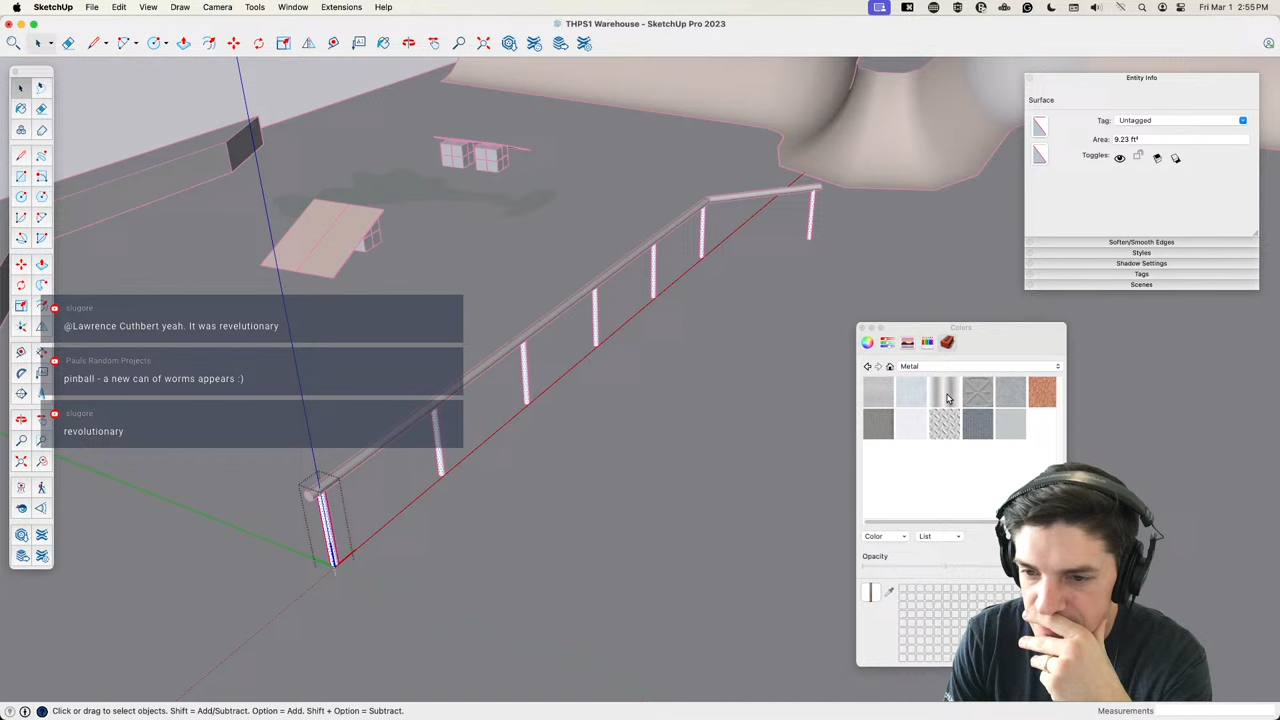 SketchUp File Edit View Draw Camera Tools Window Extensions Help
Fri Mar 1 2:55 PM
THPS1 Warehouse - SketchUp Pro 2023
Entity Info
Surface
Tag: Untagged
Area: 9.23 ft²
Toggles:
Soften/Smooth Edges
Styles
Shadow Settings
Tags
Scenes
slugore
@Lawrence Cuthbert yeah. It was revelutionary
Pauls Random Projects
pinball - a new can of worms appears :)
slugore
revolutionary
Colors
Metal
Color List
Opacity
Click or drag to select objects. Shift = Add/Subtract. Option = Add. Shift + Option = Subtract.
Measurements